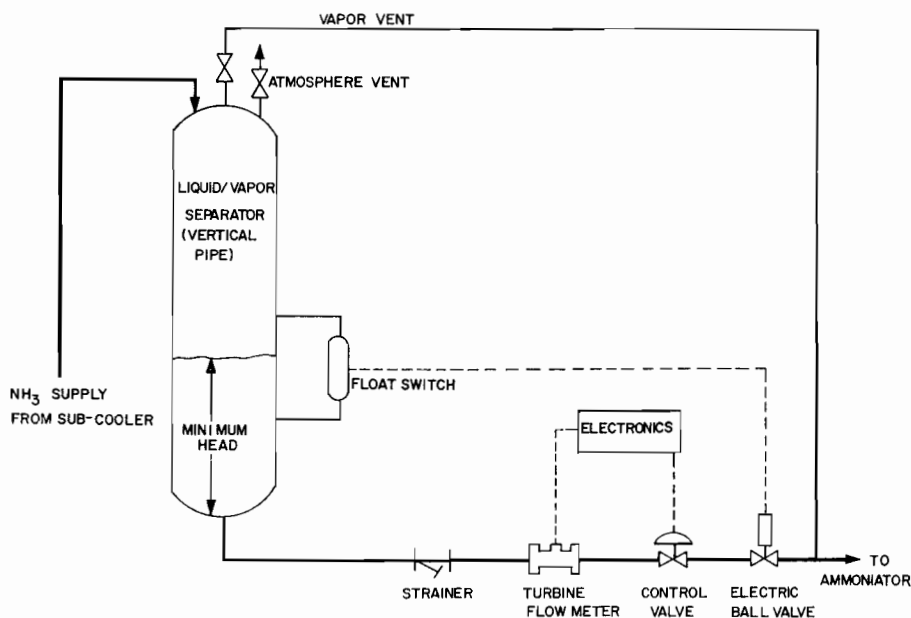 VAPOR VENT
ATMOSPHERE VENT
LIQUID/VAPOR
SEPARATOR
(VERTICAL
PIPE)
FLOAT SWITCH
NH₃ SUPPLY
FROM SUB-COOLER
MINIMUM
HEAD
ELECTRONICS
TO
AMMONIATOR
STRAINER
TURBINE
FLOW METER
CONTROL
VALVE
ELECTRIC
BALL VALVE